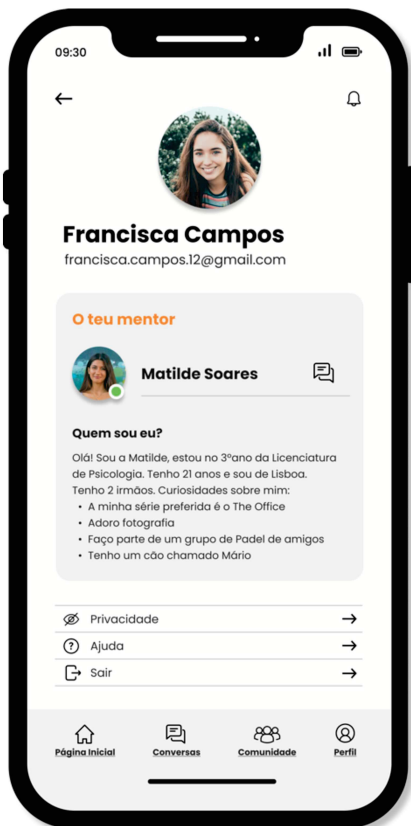 09:30
Francisca Campos
francisca.campos.12@gmail.com
O teu mentor
Matilde Soares
Quem sou eu?
Olá! Sou a Matilde, estou no 3ºano da Licenciatura
de Psicologia. Tenho 21 anos e sou de Lisboa.
Tenho 2 irmãos. Curiosidades sobre mim:
• A minha série preferida é o The Office
• Adoro fotografia
• Faço parte de um grupo de Padel de amigos
• Tenho um cão chamado Mário
Privacidade
Ajuda
Sair
Página Inicial Conversas Comunidade Perfil